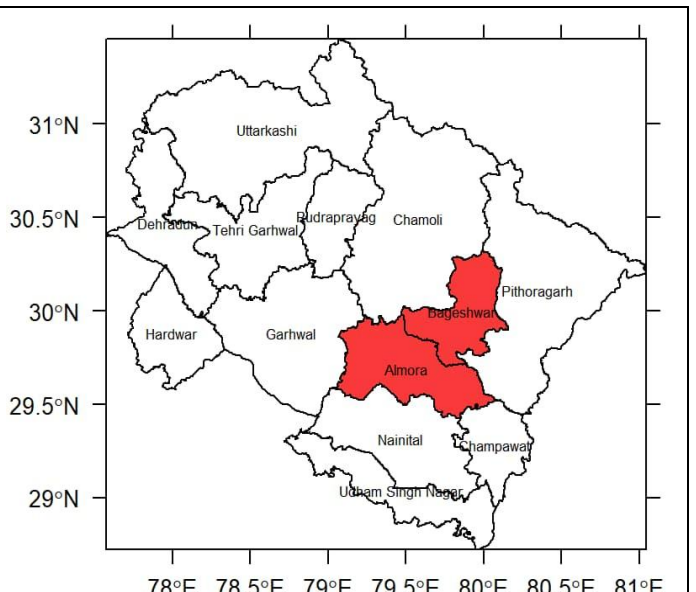 31°N
30.5°N
30°N
29.5°N
29°N
Uttarkashi
Dehradun
Tehri Garhwal
Rudraprayag
Chamoli
Pithoragarh
Hardwar
Garhwal
Bageshwar
Almora
Nainital
Champawat
Udham Singh Nagar
78°E 78.5°E 79°E 79.5°E 80°E 80.5°E 81°E